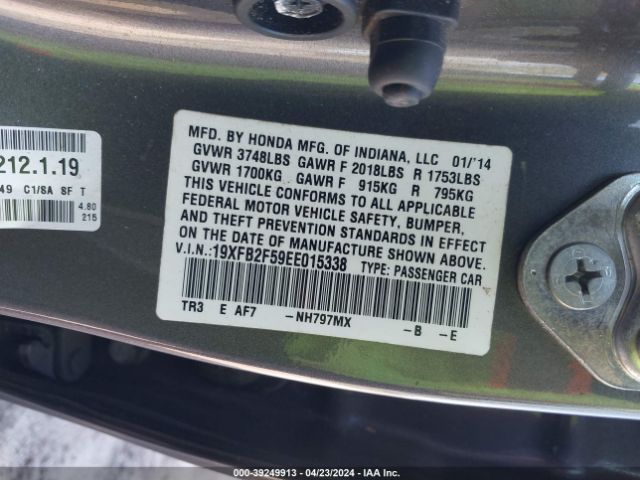 212.1.19
49 C1/SA SF T
4.80
215
MFD. BY HONDA MFG. OF INDIANA, LLC 01/'14
GVWR 3748LBS GAWR F 2018LBS R 1753LBS
GVWR 1700KG GAWR F 915KG R 795KG
THIS VEHICLE CONFORMS TO ALL APPLICABLE
FEDERAL MOTOR VEHICLE SAFETY, BUMPER,
AND THEFT PREVENTION STANDARDS IN EFFECT
ON THE DATE OF MANUFACTURE SHOWN ABOVE.
V.I.N.:19XFB2F59EE015338 TYPE: PASSENGER CAR
TR3 E AF7 -NH797MX -B -E
000-39249913 - 04/23/2024 - IAA Inc.